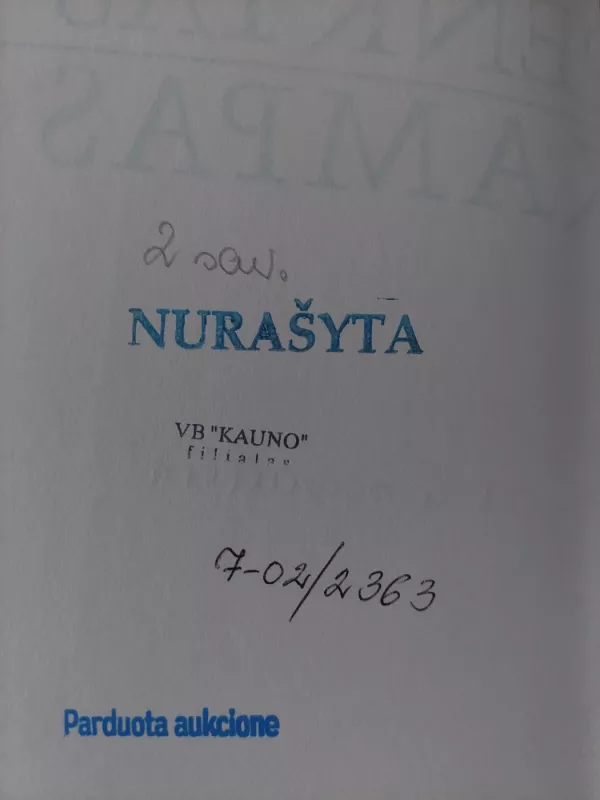 2 sav.
NURAŠYTA
VB "KAUNO"
filialas
7-02/2363
Parduota aukcione